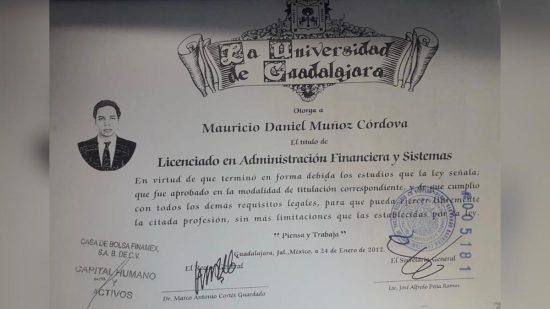 La Universidad
de Guadalajara
Otorga a
Mauricio Daniel Muñoz Córdova
El título de
Licenciado en Administración Financiera y Sistemas
En virtud de que terminó en forma debida los estudios que la ley señala;
que fue aprobado en la modalidad de titulación correspondiente. Y de que cumplió
con todos los demás requisitos legales, para que pueda ejercer libremente
la citada profesión, sin mas limitaciones que las establecidas por la ley.
"Piensa y Trabaja"
Guadalajara, Jal., México, a 24 de Enero de 2012
El General
El Secretario General
Dr. Marco Antonio Cortés Guardado
Lic. José Alfredo Peña Ramos
CASA DE BOLSA FINAMEX,
S.A. B. DE C.V.
CAPITAL HUMANO
ACTIVOS
005181